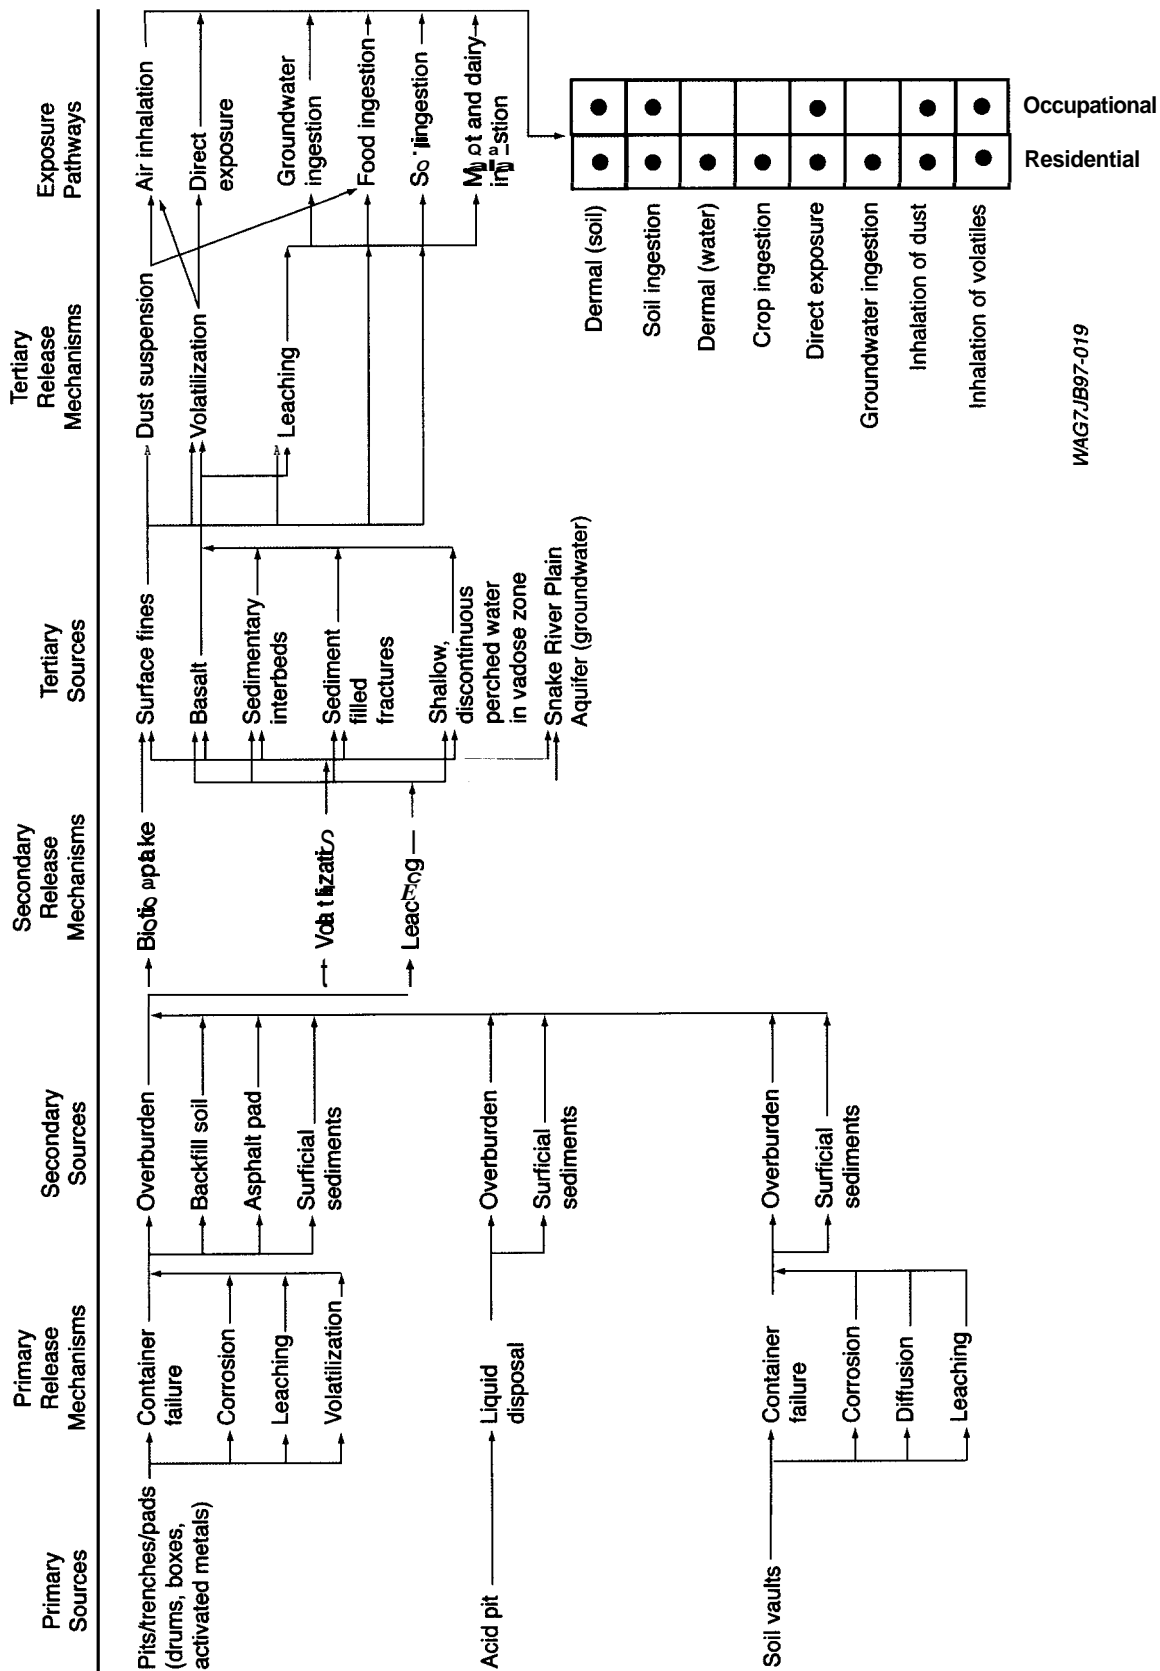 Primary
Sources
Primary
Release
Mechanisms
Secondary
Sources
Secondary
Release
Mechanisms
Tertiary
Sources
Tertiary
Release
Mechanisms
Exposure
Pathways
Pits/trenches/pads
(drums, boxes,
activated metals)
Acid pit
Soil vaults
Container
failure
Corrosion
Leaching
Volatilization
Liquid
disposal
Container
failure
Corrosion
Diffusion
Leaching
Overburden
Backfill soil
Asphalt pad
Surficial
sediments
Overburden
Surficial
sediments
Overburden
Surficial
sediments
Surface fines
Basalt
Sedimentary
interbeds
Sediment
filled
fractures
Shallow,
discontinuous
perched water
in vadose zone
Snake River Plain
Aquifer (groundwater)
Dust suspension
Volatilization
Leaching
Air inhalation
Direct
exposure
Groundwater
ingestion
Food ingestion
and dairy
Occupational
Residential
Dermal (soil)
Soil ingestion
Dermal (water)
Crop ingestion
Direct exposure
Groundwater ingestion
Inhalation of dust
Inhalation of volatiles
WAG7JB97-019